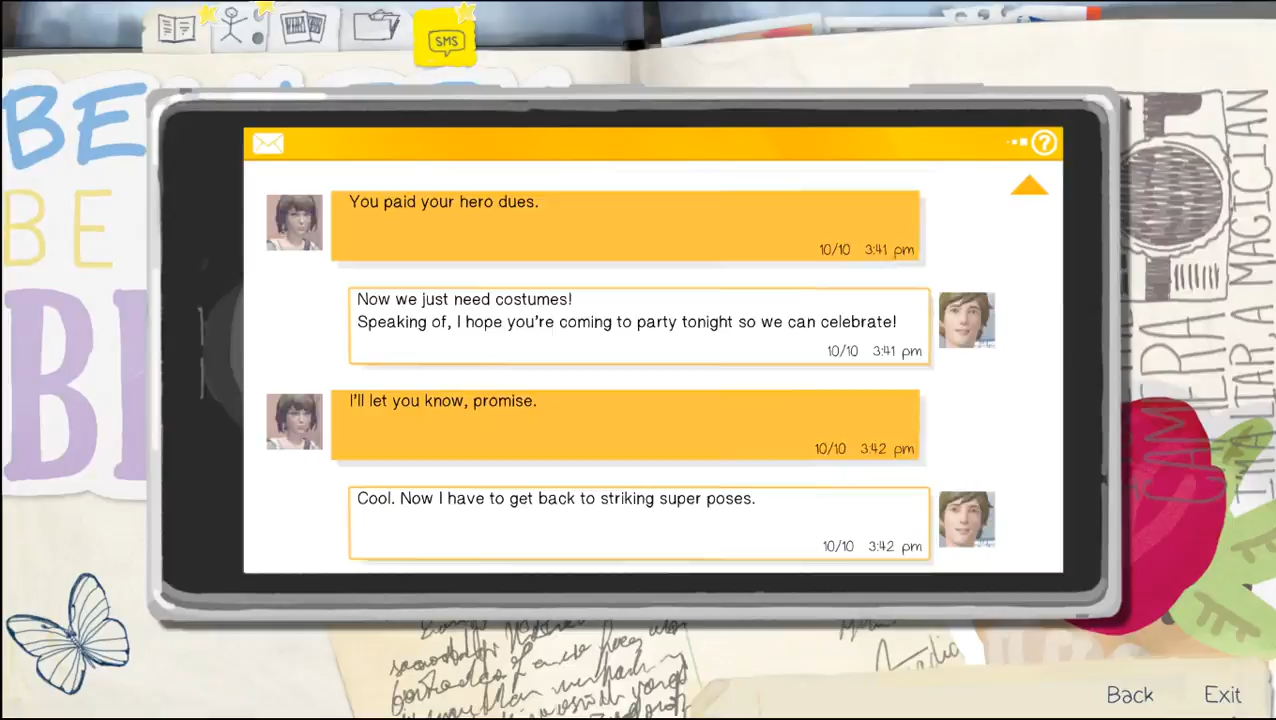 SMS
BE
BE
You paid your hero dues.
10/10 3:41 pm
Now we just need costumes!
Speaking of, I hope you're coming to party tonight so we can celebrate!
10/10 3:41 pm
I'll let you know, promise.
10/10 3:42 pm
Cool. Now I have to get back to striking super poses.
10/10 3:42 pm
CAMERA
I'M A LIAR, A MAGICIAN
Back
Exit